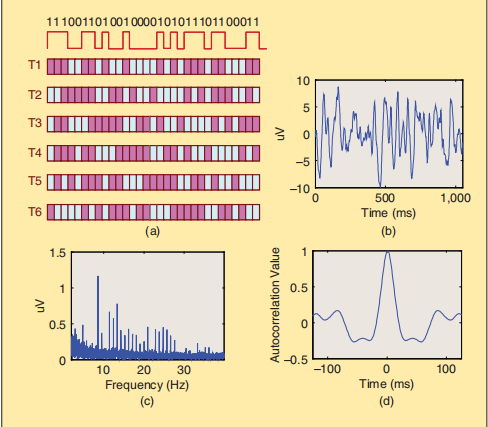 1110011010010000101011101100011
T1
T2
T3
T4
T5
T6
(a)
10
5
0
−5
−10
uV
0
500
1,000
Time (ms)
(b)
1.5
1
0.5
0
uV
10
20
30
Frequency (Hz)
(c)
1
0.5
0
−0.5
Autocorrelation Value
−100
0
100
Time (ms)
(d)